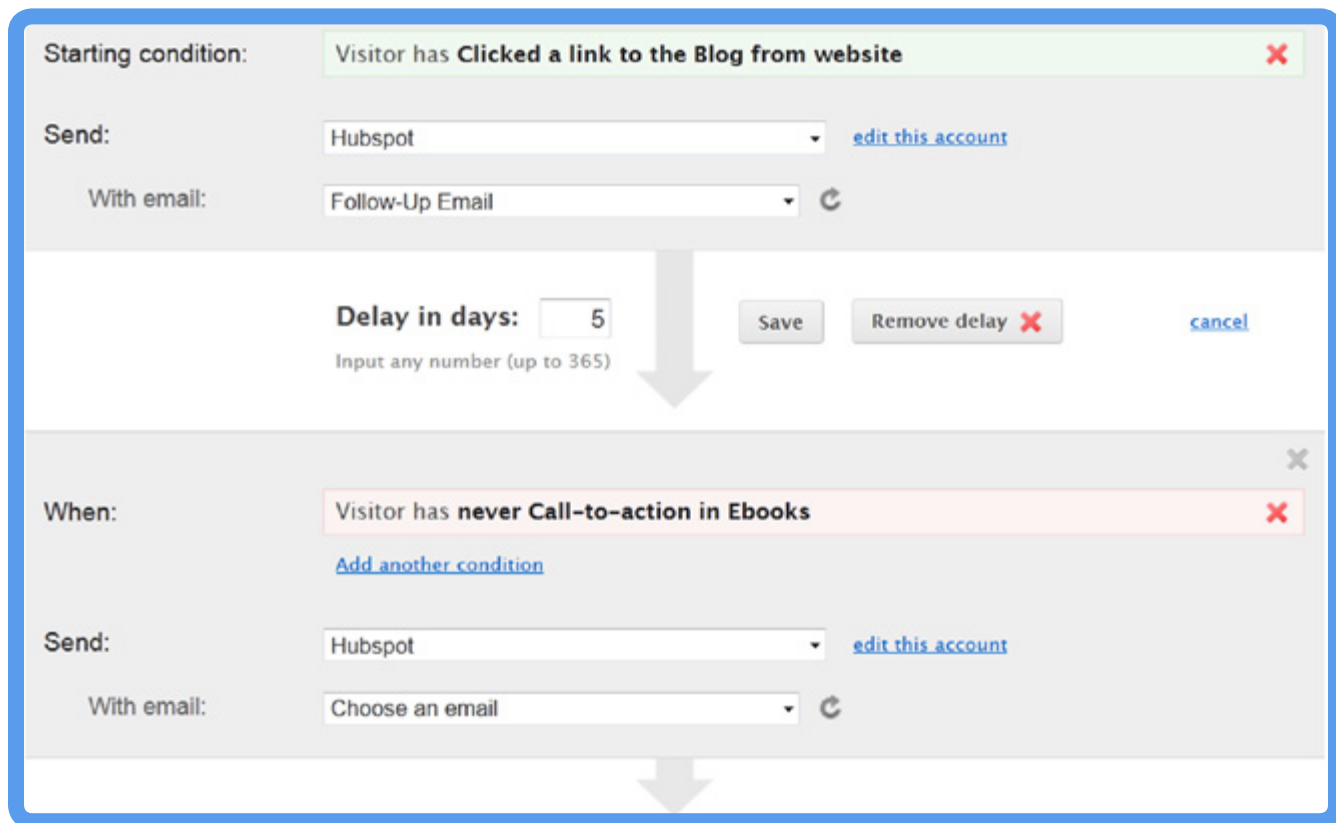 Starting condition: Visitor has Clicked a link to the Blog from website
Send: Hubspot edit this account
With email: Follow-Up Email
Delay in days: 5 Save Remove delay cancel
Input any number (up to 365)
When: Visitor has never Call-to-action in Ebooks
Add another condition
Send: Hubspot edit this account
With email: Choose an email